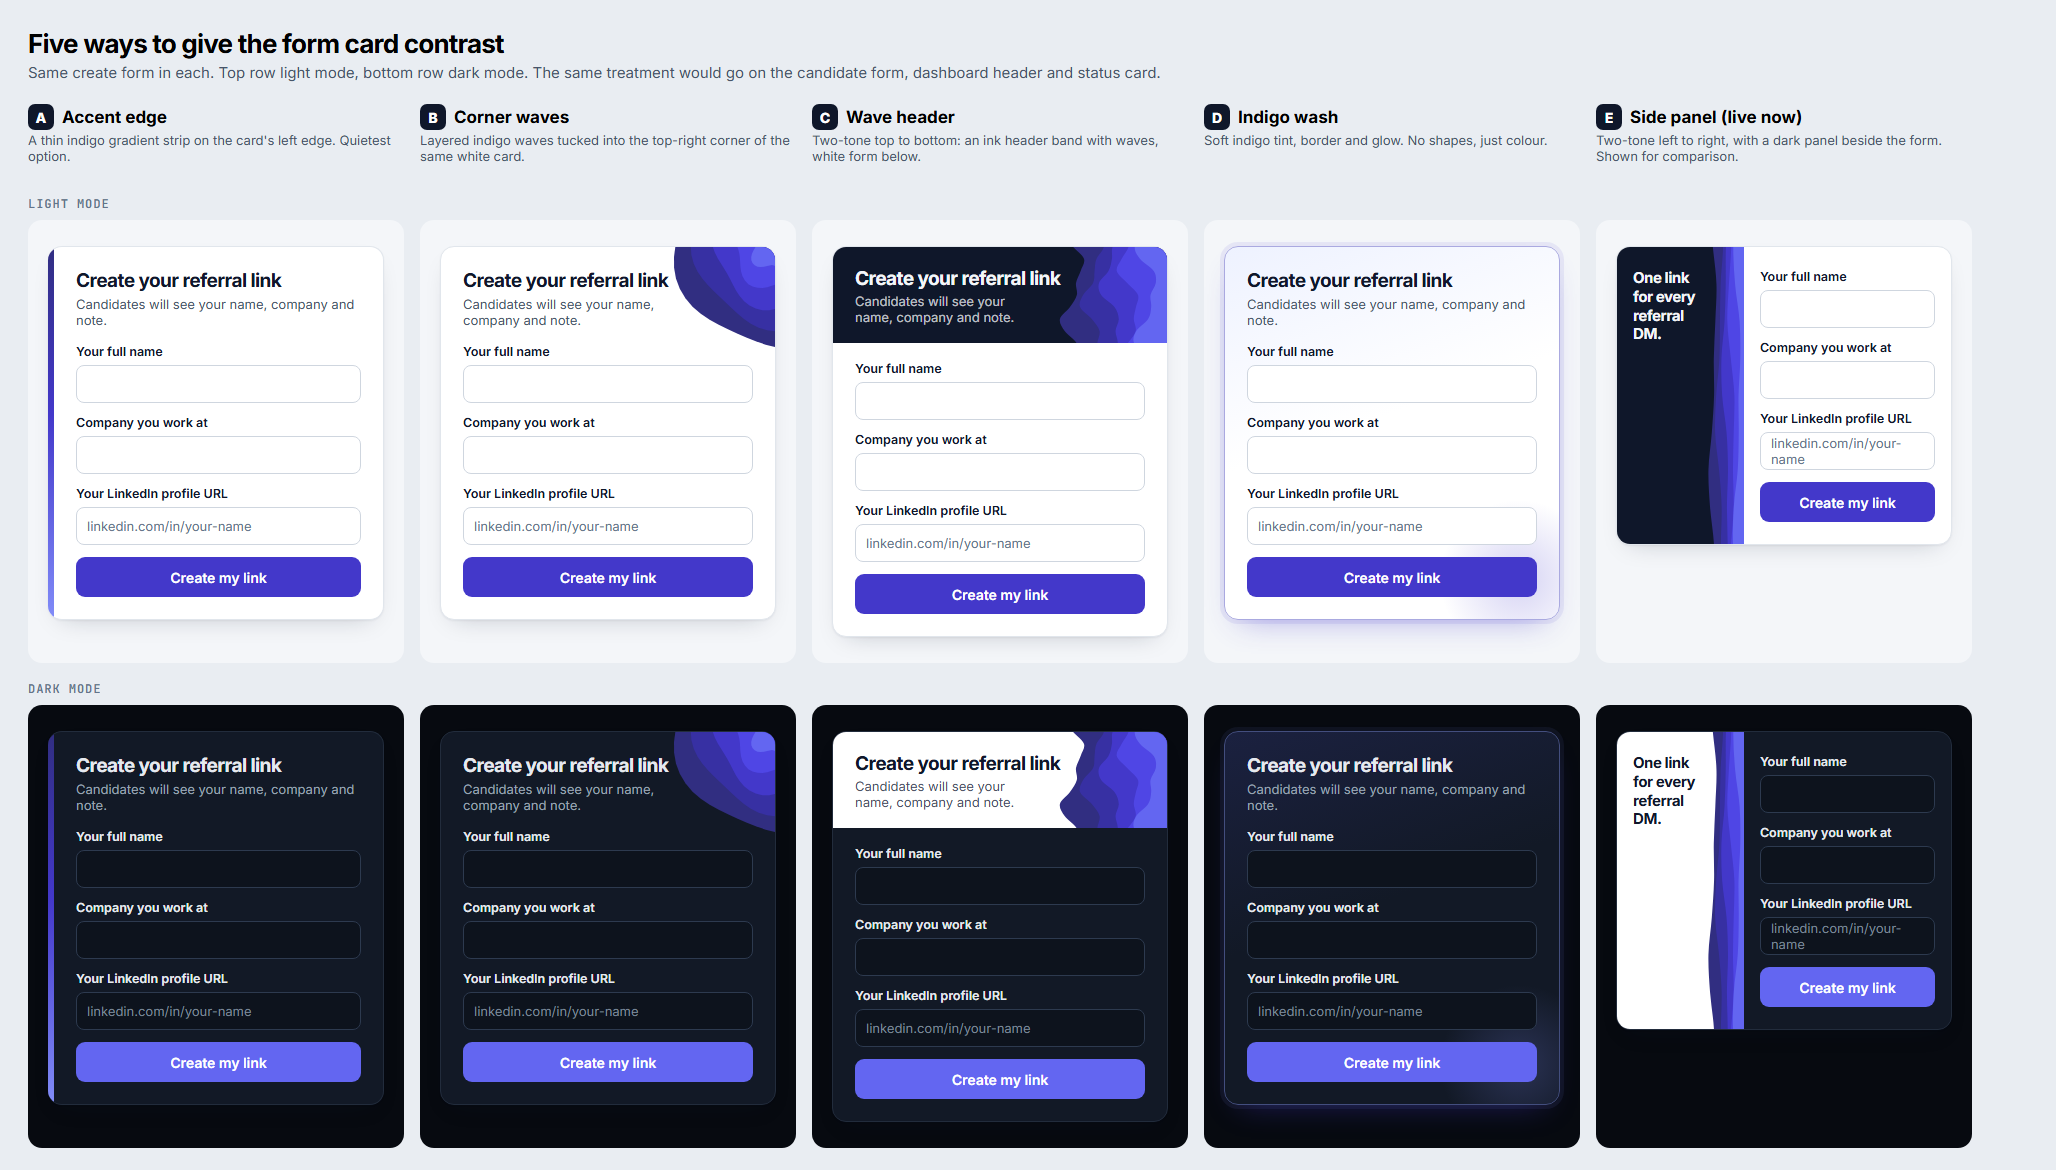 Five ways to give the form card contrast
Same create form in each. Top row light mode, bottom row dark mode. The same treatment would go on the candidate form, dashboard header and status card.
A Accent edge
A thin indigo gradient strip on the card's left edge. Quietest
option.
B Corner waves
Layered indigo waves tucked into the top-right corner of the
same white card.
C Wave header
Two-tone top to bottom: an ink header band with waves,
white form below.
D Indigo wash
Soft indigo tint, border and glow. No shapes, just colour.
E Side panel (live now)
Two-tone left to right, with a dark panel beside the form.
Shown for comparison.
LIGHT MODE
Create your referral link
Candidates will see your name, company and
note.
Your full name
Company you work at
Your LinkedIn profile URL
linkedin.com/in/your-name
Create my link
Create your referral link
Candidates will see your name,
company and note.
Your full name
Company you work at
Your LinkedIn profile URL
linkedin.com/in/your-name
Create my link
Create your referral link
Candidates will see your
name, company and note.
Your full name
Company you work at
Your LinkedIn profile URL
linkedin.com/in/your-name
Create my link
Create your referral link
Candidates will see your name, company and
note.
Your full name
Company you work at
Your LinkedIn profile URL
linkedin.com/in/your-name
Create my link
One link
for every
referral
DM.
Your full name
Company you work at
Your LinkedIn profile URL
linkedin.com/in/your-
name
Create my link
DARK MODE
Create your referral link
Candidates will see your name, company and
note.
Your full name
Company you work at
Your LinkedIn profile URL
linkedin.com/in/your-name
Create my link
Create your referral link
Candidates will see your name,
company and note.
Your full name
Company you work at
Your LinkedIn profile URL
linkedin.com/in/your-name
Create my link
Create your referral link
Candidates will see your
name, company and note.
Your full name
Company you work at
Your LinkedIn profile URL
linkedin.com/in/your-name
Create my link
Create your referral link
Candidates will see your name, company and
note.
Your full name
Company you work at
Your LinkedIn profile URL
linkedin.com/in/your-name
Create my link
One link
for every
referral
DM.
Your full name
Company you work at
Your LinkedIn profile URL
linkedin.com/in/your-
name
Create my link